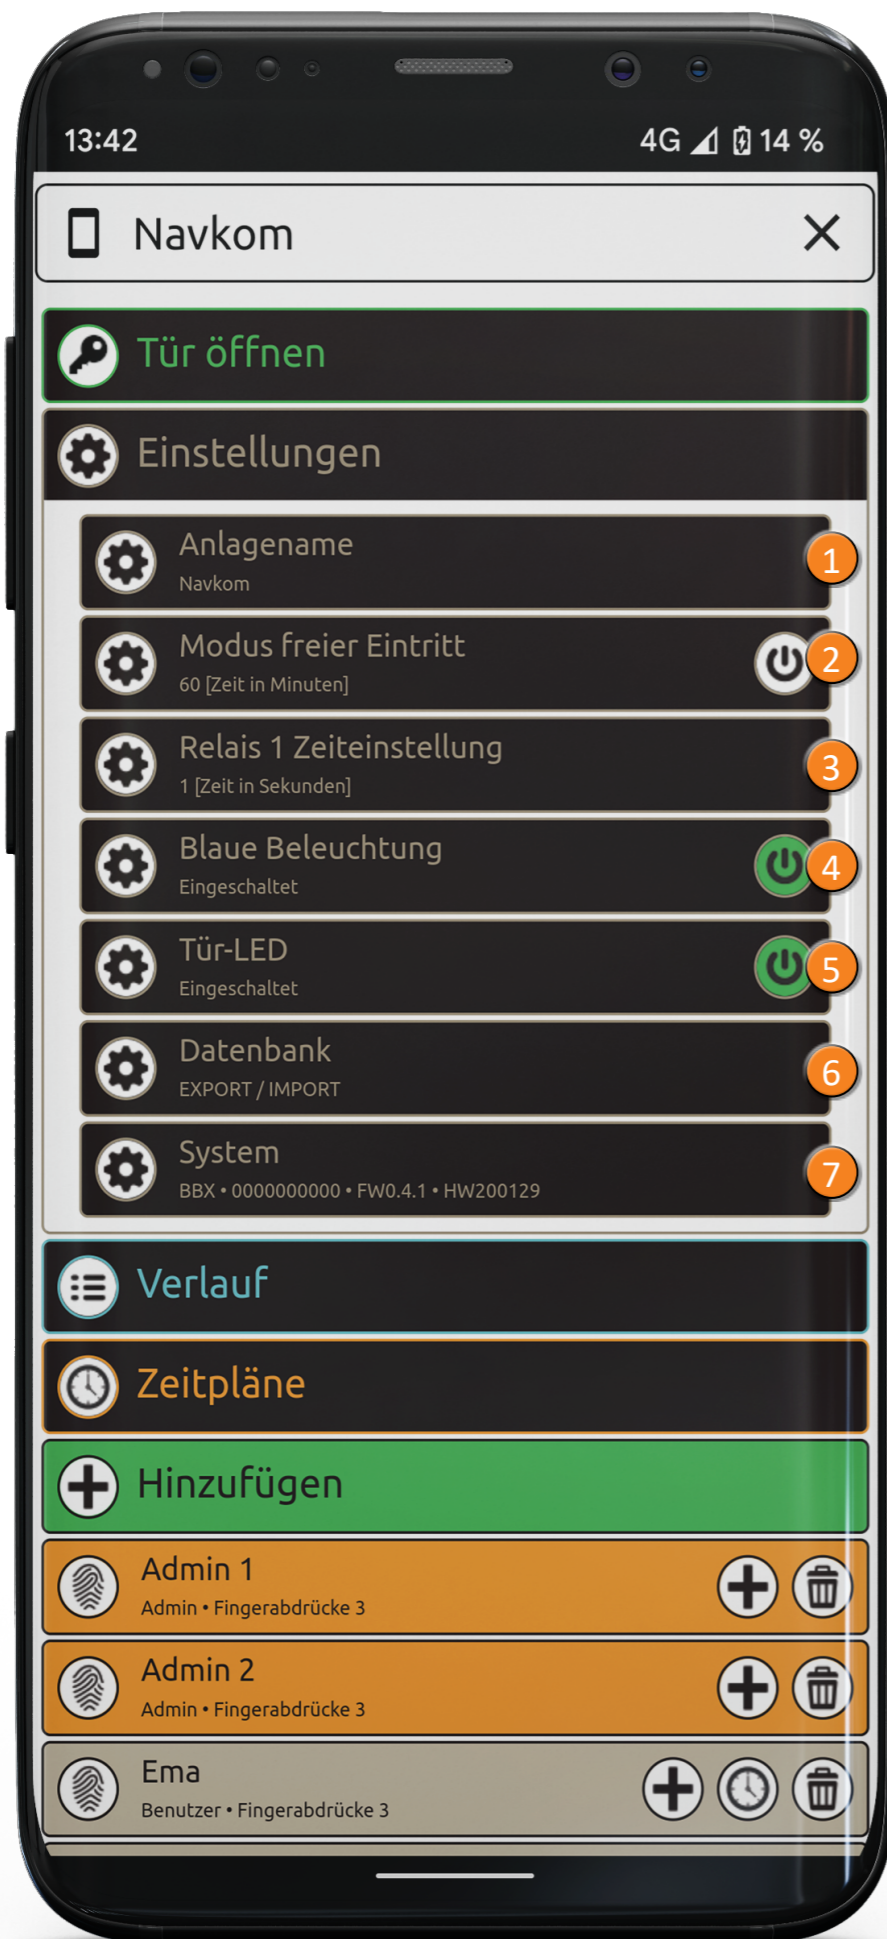 13:42 4G 14 %
Navkom
Tür öffnen
Einstellungen
Anlagename
Navkom
1
Modus freier Eintritt
60 [Zeit in Minuten]
2
Relais 1 Zeiteinstellung
1 [Zeit in Sekunden]
3
Blaue Beleuchtung
Eingeschaltet
4
Tür-LED
Eingeschaltet
5
Datenbank
EXPORT / IMPORT
6
System
BBX • 0000000000 • FW0.4.1 • HW200129
7
Verlauf
Zeitpläne
Hinzufügen
Admin 1
Admin • Fingerabdrücke 3
Admin 2
Admin • Fingerabdrücke 3
Ema
Benutzer • Fingerabdrücke 3